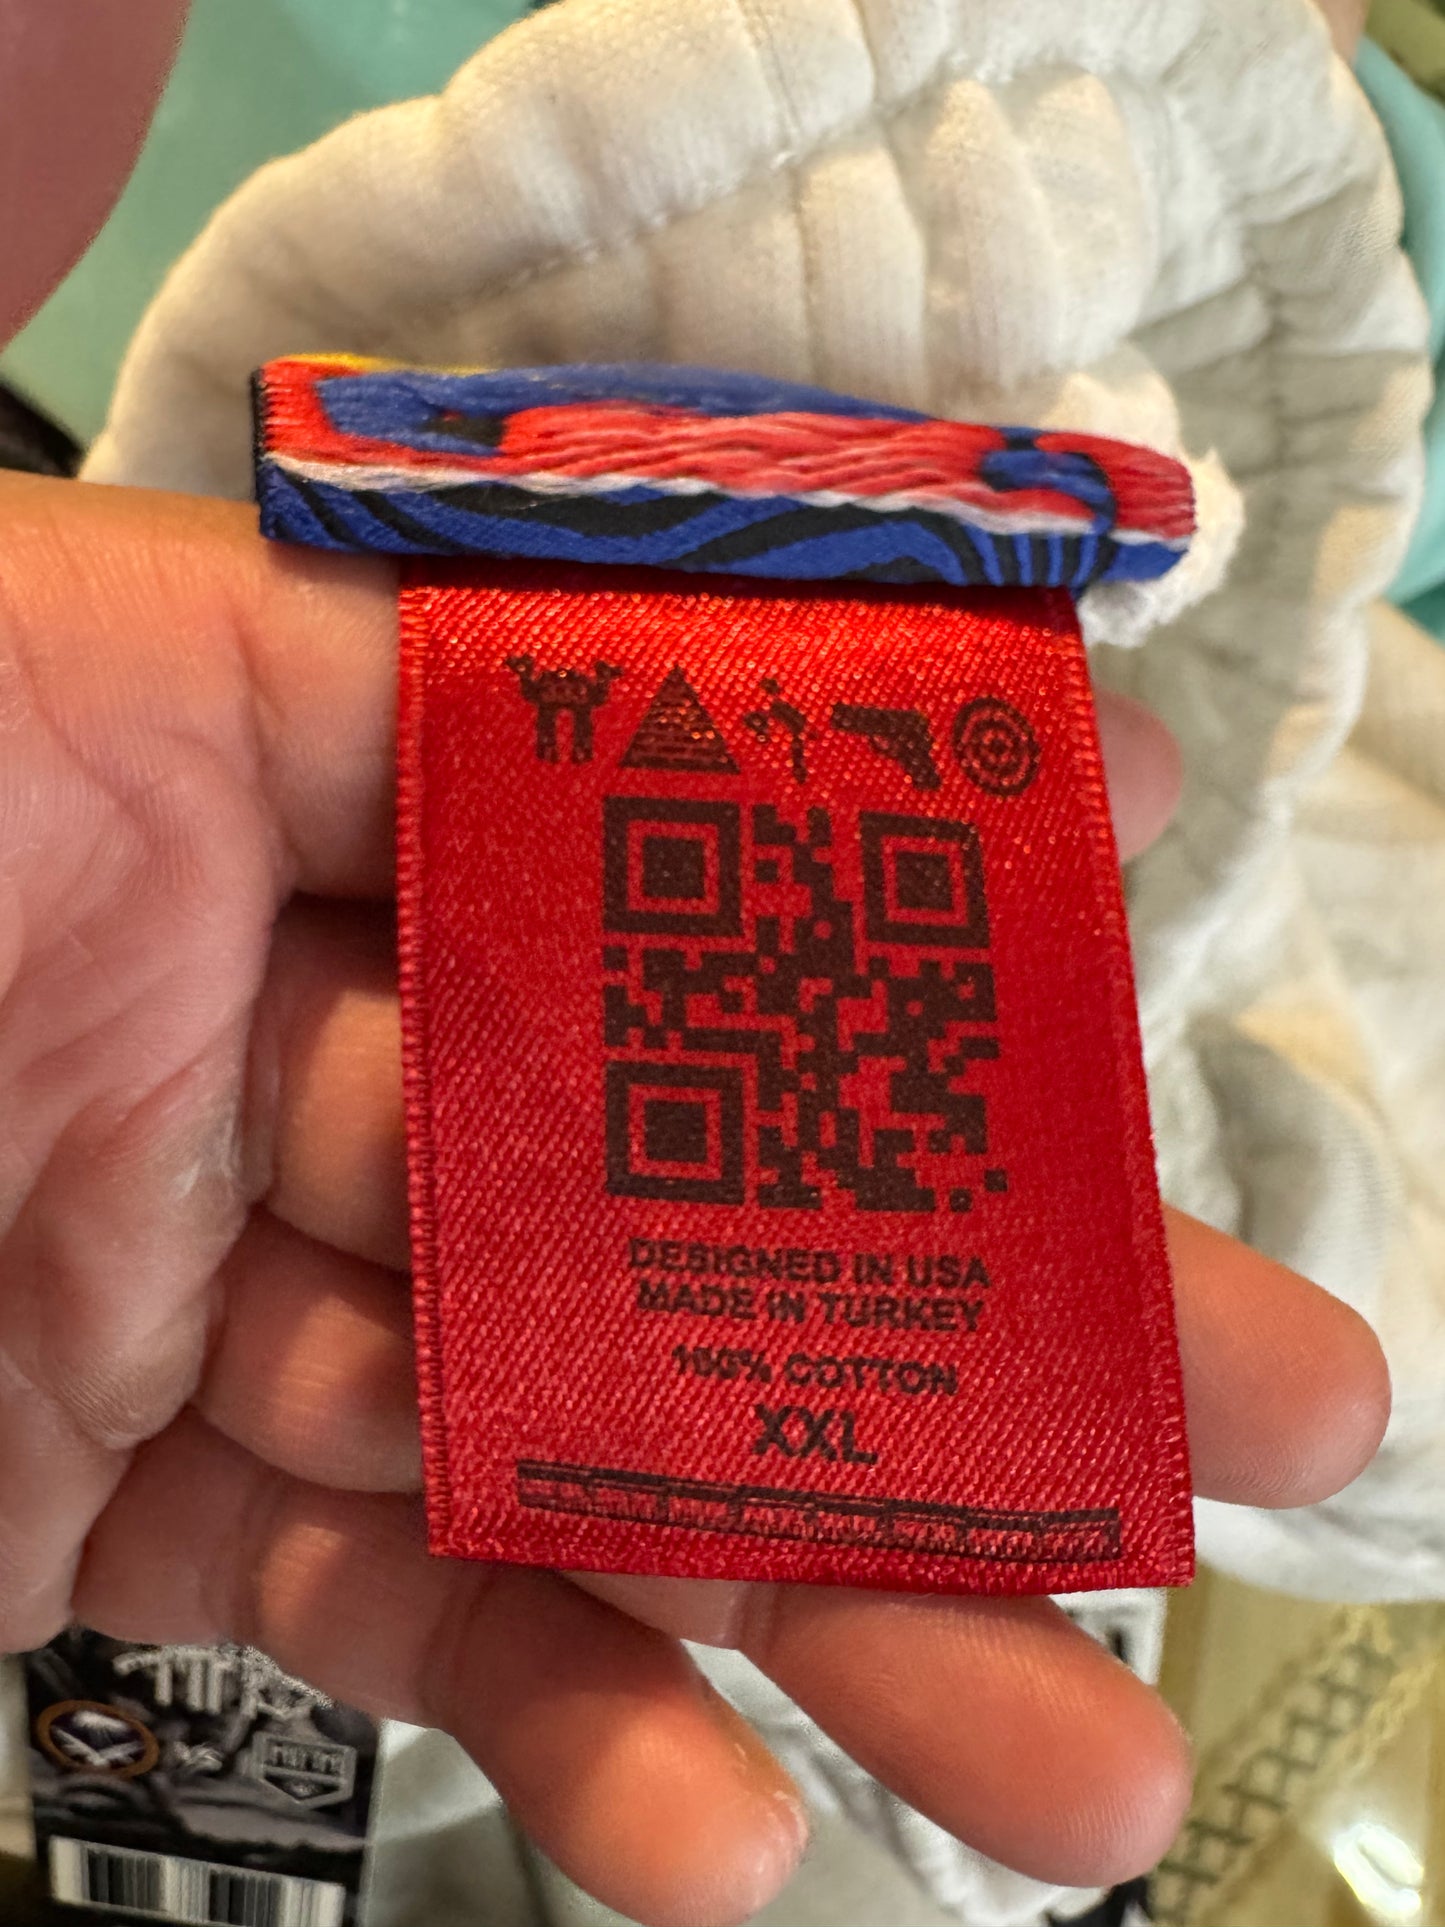 DESIGNED IN USA
MADE IN TURKEY
100% COTTON
XXL